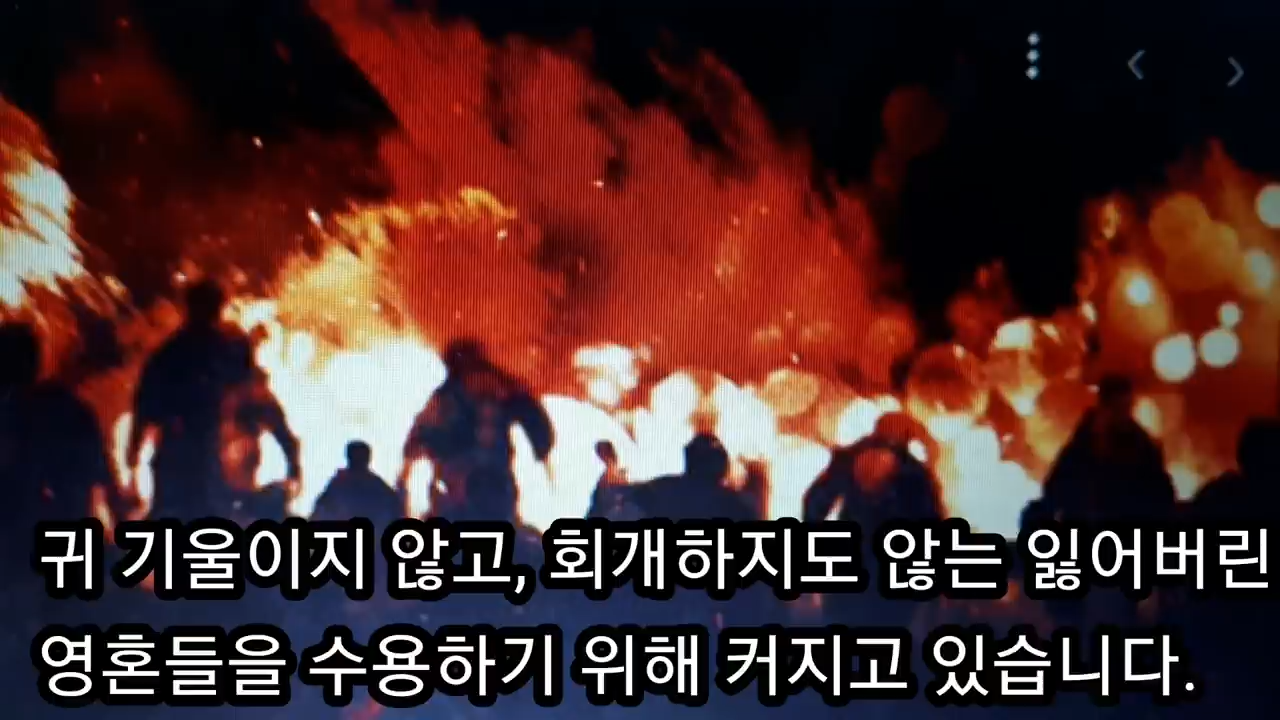 귀 기울이지 않고, 회개하지도 않는 잃어버린
영혼들을 수용하기 위해 커지고 있습니다.